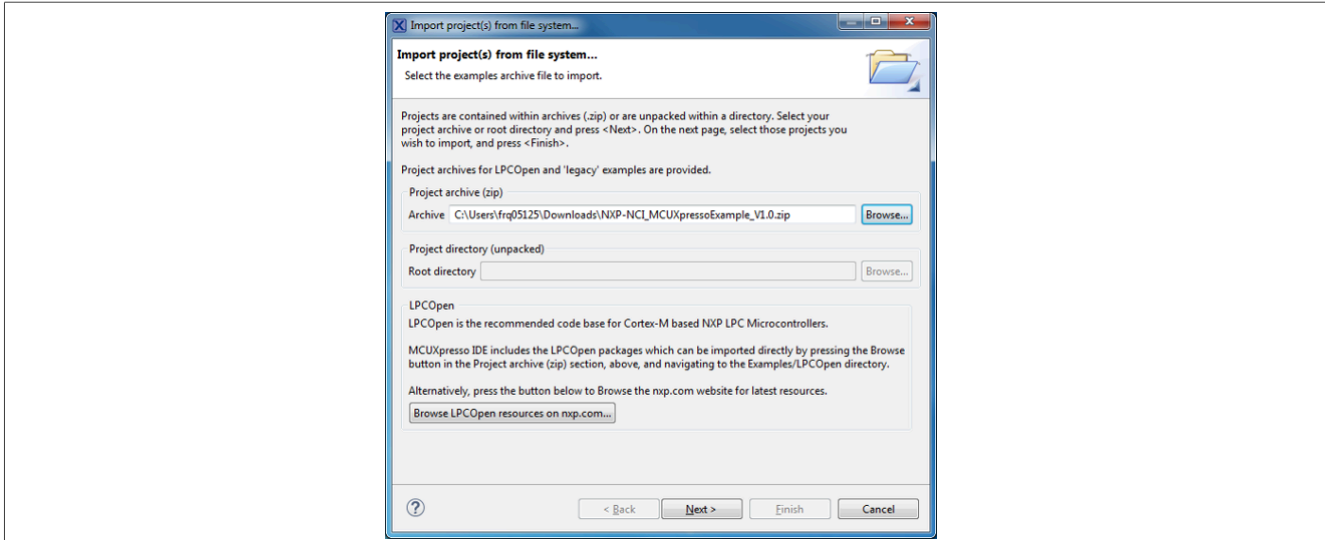 Import project(s) from file system...
Import project(s) from file system...
Select the examples archive file to import.
Projects are contained within archives (.zip) or are unpacked within a directory. Select your
project archive or root directory and press <Next>. On the next page, select those projects you
wish to import, and press <Finish>.
Project archives for LPCOpen and 'legacy' examples are provided.
Project archive (zip)
Archive C:\Users\frq05125\Downloads\NXP-NCI_MCUXpressoExample_V1.0.zip Browse...
Project directory (unpacked)
Root directory Browse...
LPCOpen
LPCOpen is the recommended code base for Cortex-M based NXP LPC Microcontrollers.
MCUXpresso IDE includes the LPCOpen packages which can be imported directly by pressing the Browse
button in the Project archive (zip) section, above, and navigating to the Examples/LPCOpen directory.
Alternatively, press the button below to Browse the nxp.com website for latest resources.
Browse LPCOpen resources on nxp.com...
? < Back Next > Finish Cancel